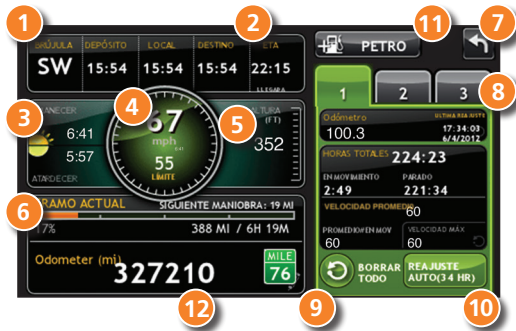 1
2
11
7
BRÚJULA DEPÓSITO LOCAL DESTINO ETA
SW 15:54 15:54 15:54 22:15
LLEGADA
PETRO
8
1 2 3
3
4
5
6:41
5:57
ATARDECER
67
mph
55
LÍMITE
ALTURA
(FT)
352
Odómetro
100.3
17:34:03
6/4/2012
HORAS TOTALES 224:23
EN MOVIMIENTO PARADO
2:49 221:34
VELOCIDAD PROMEDIO 60
PROMEDIO/EN MOV VELOCIDAD MÁX
60 60
6
TRAMO ACTUAL SIGUIENTE MANIOBRA: 19 MI
17% 388 MI / 6H 19M
Odometer (mi)
327210
MILE
76
BORRAR
TODO
REAJUSTE
AUTO(34 HR)
12
9
10